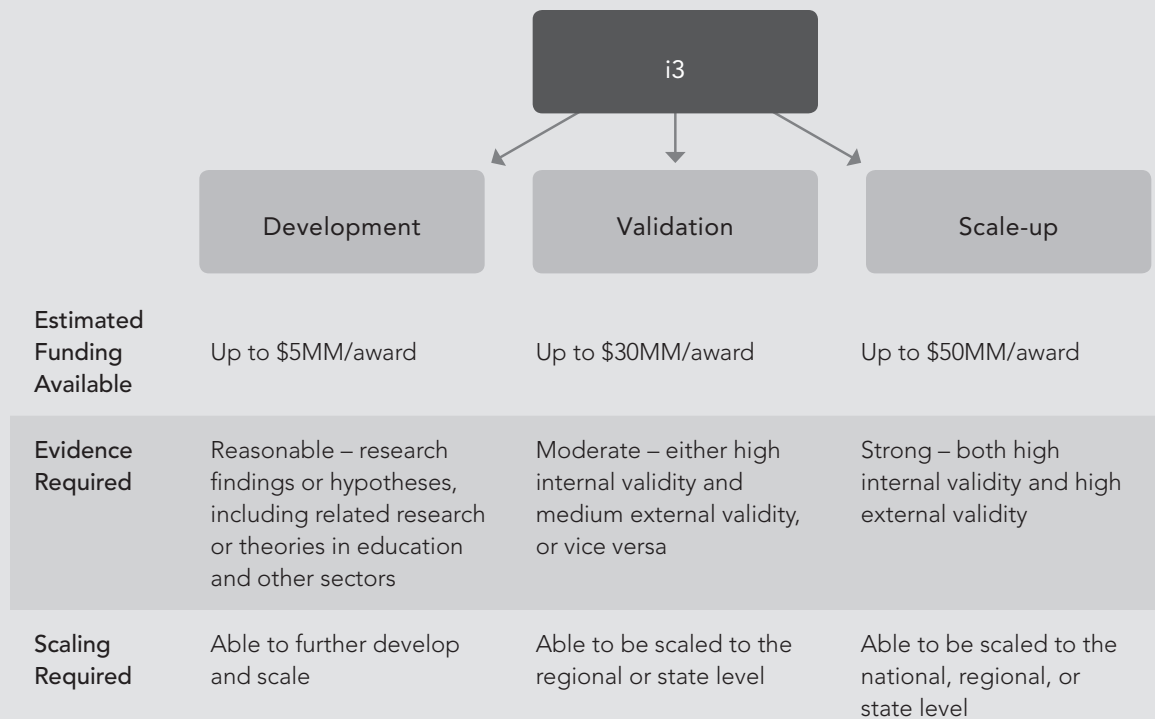 i3
Development
Validation
Scale-up
Estimated
Funding
Available
Up to $5MM/award
Up to $30MM/award
Up to $50MM/award
Evidence
Required
Reasonable – research
findings or hypotheses,
including related research
or theories in education
and other sectors
Moderate – either high
internal validity and
medium external validity,
or vice versa
Strong – both high
internal validity and high
external validity
Scaling
Required
Able to further develop
and scale
Able to be scaled to the
regional or state level
Able to be scaled to the
national, regional, or
state level